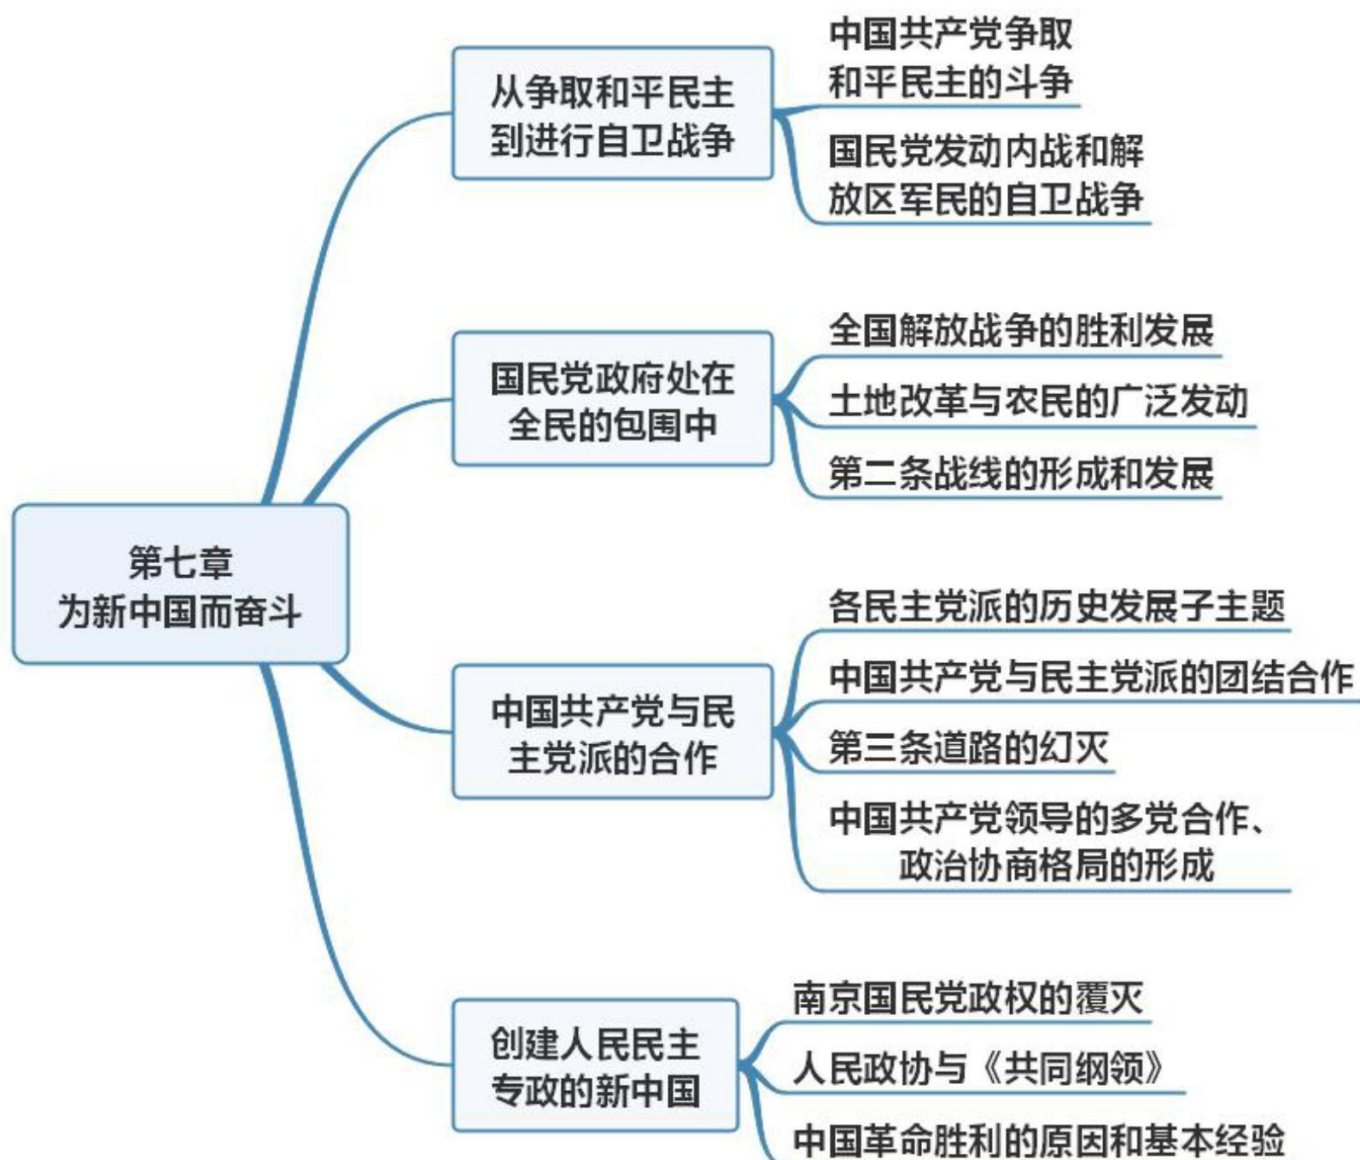 第七章
为新中国而奋斗
从争取和平民主
到进行自卫战争
中国共产党争取
和平民主的斗争
国民党发动内战和解
放区军民的自卫战争
国民党政府处在
全民的包围中
全国解放战争的胜利发展
土地改革与农民的广泛发动
第二条战线的形成和发展
中国共产党与民
主党派的合作
各民主党派的历史发展子主题
中国共产党与民主党派的团结合作
第三条道路的幻灭
中国共产党领导的多党合作、
政治协商格局的形成
创建人民民主
专政的新中国
南京国民党政权的覆灭
人民政协与《共同纲领》
中国革命胜利的原因和基本经验